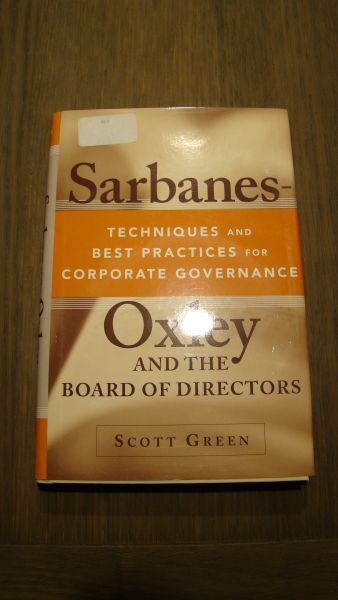 Sarbanes-
TECHNIQUES AND
BEST PRACTICES FOR
CORPORATE GOVERNANCE
Oxley
AND THE
BOARD OF DIRECTORS
SCOTT GREEN